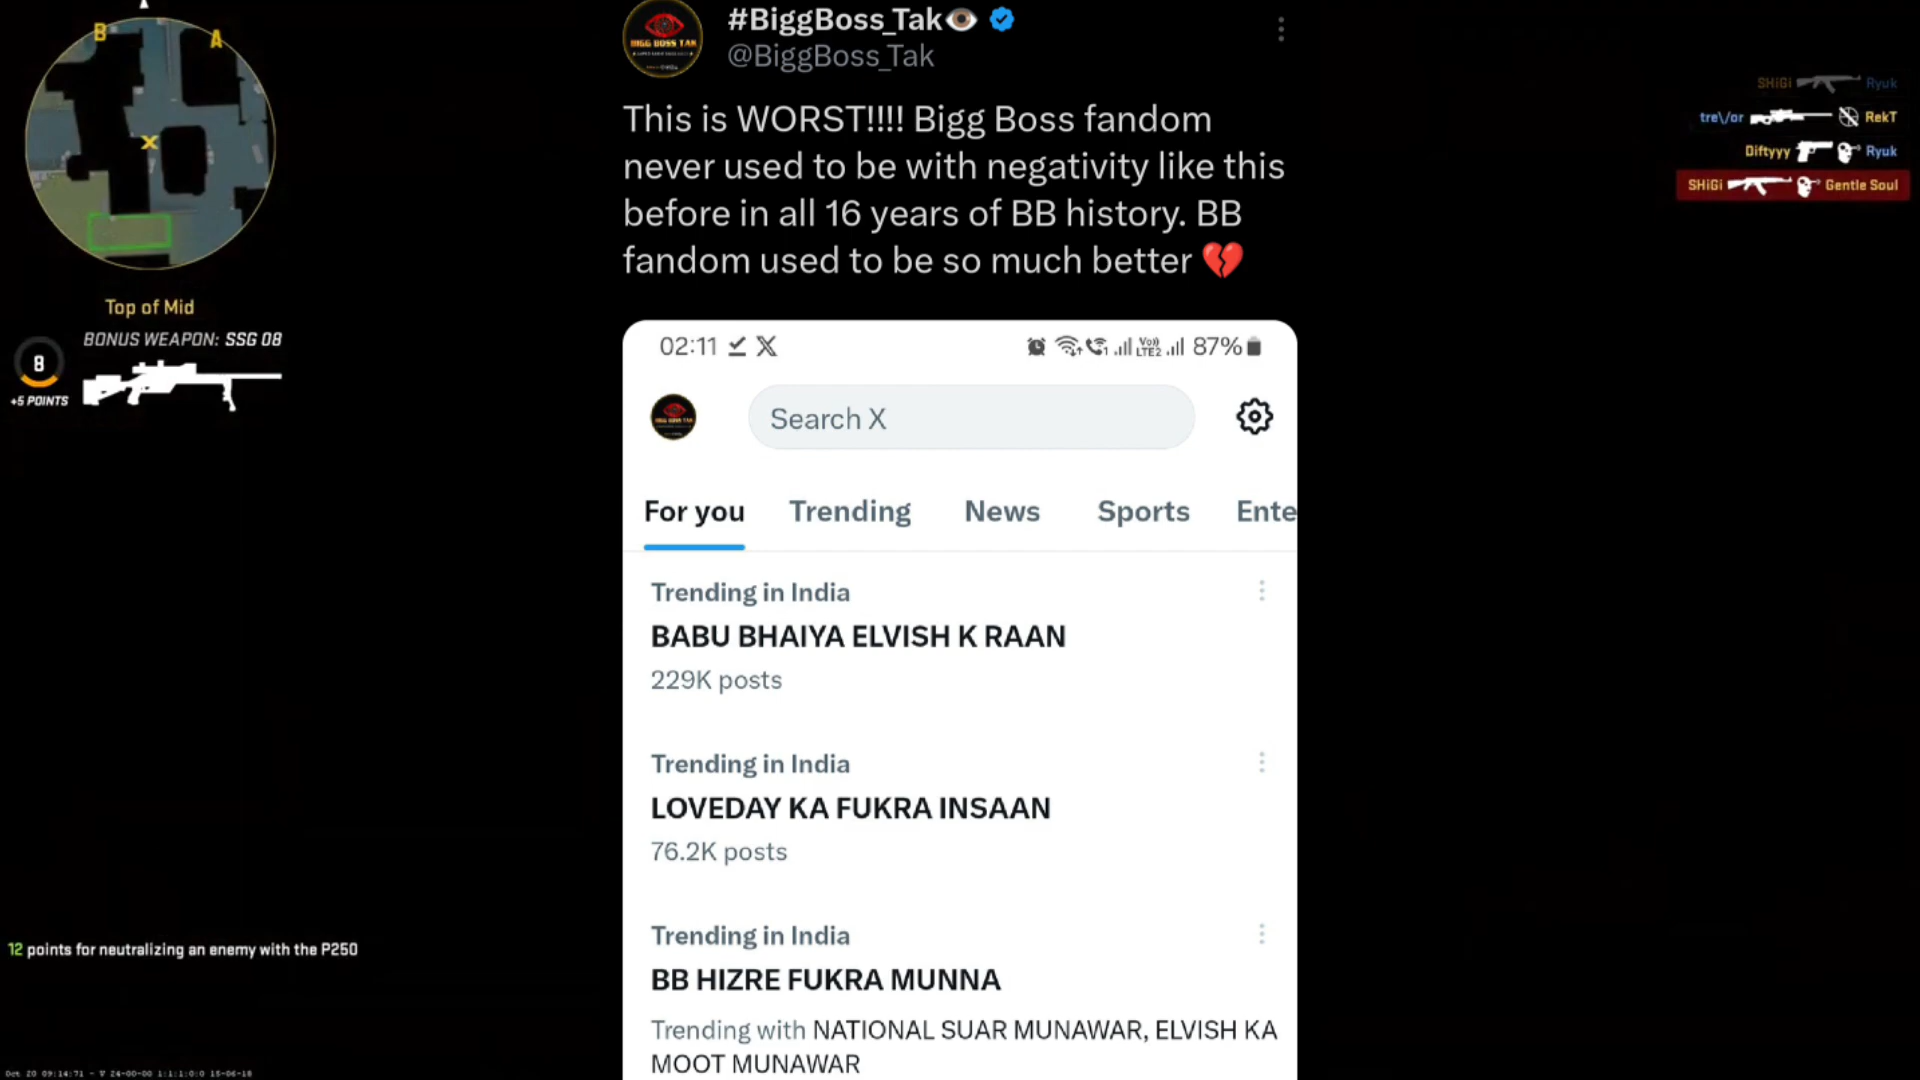 B
A
Top of Mid
BONUS WEAPON: SSG 08
8
+5 POINTS
12 points for neutralizing an enemy with the P250
#BiggBoss_Tak👁️
@BiggBoss_Tak
BIGG BOSS TAK
This is WORST!!!! Bigg Boss fandom
never used to be with negativity like this
before in all 16 years of BB history. BB
fandom used to be so much better 💔
02:11
87%
Search X
For you Trending News Sports Ente
Trending in India
BABU BHAIYA ELVISH K RAAN
229K posts
Trending in India
LOVEDAY KA FUKRA INSAAN
76.2K posts
Trending in India
BB HIZRE FUKRA MUNNA
Trending with NATIONAL SUAR MUNAWAR, ELVISH KA
MOOT MUNAWAR
SHiGi Ryuk
tre\/or RekT
Diftyyy Ryuk
SHiGi Gentle Soul